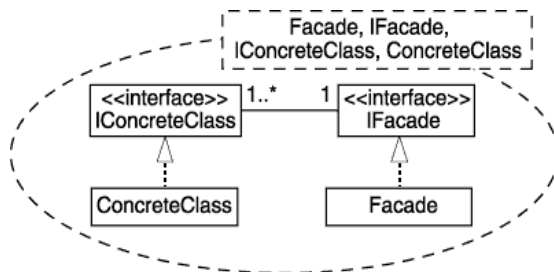 Facade, IFacade,
IConcreteClass, ConcreteClass
<<interface>>
IConcreteClass
1..*
1
<<interface>>
IFacade
ConcreteClass
Facade